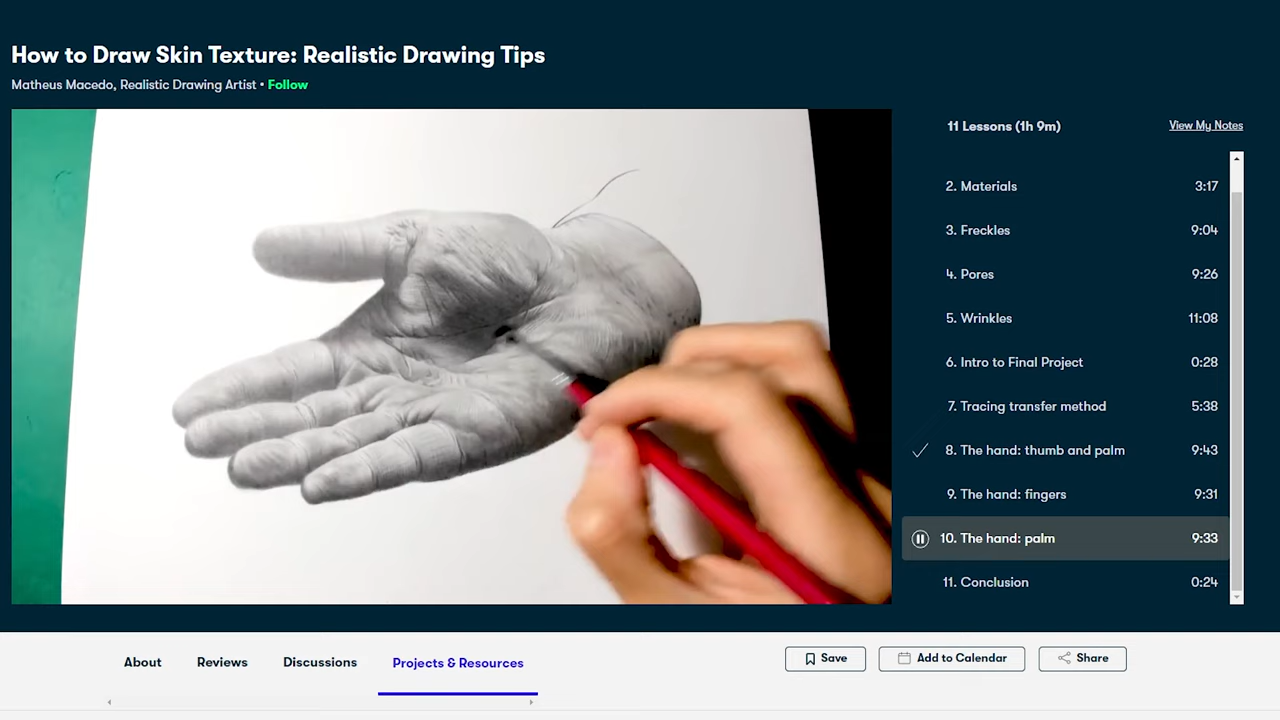 How to Draw Skin Texture: Realistic Drawing Tips
Matheus Macedo, Realistic Drawing Artist • Follow
11 Lessons (1h 9m) View My Notes
2. Materials 3:17
3. Freckles 9:04
4. Pores 9:26
5. Wrinkles 11:08
6. Intro to Final Project 0:28
7. Tracing transfer method 5:38
8. The hand: thumb and palm 9:43
9. The hand: fingers 9:31
10. The hand: palm 9:33
11. Conclusion 0:24
About Reviews Discussions Projects & Resources Save Add to Calendar Share